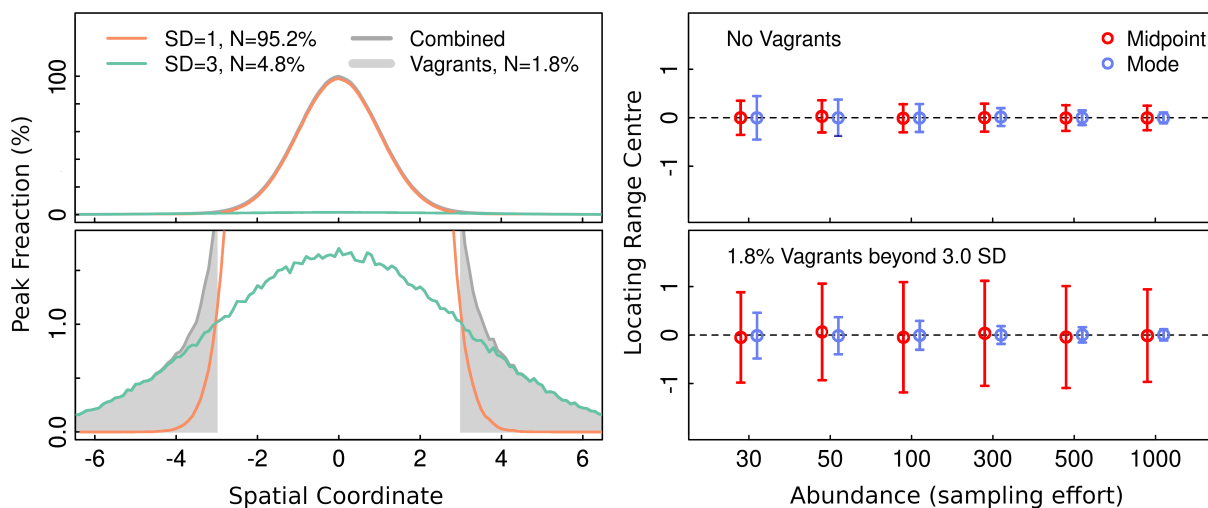 SD=1, N=95.2%
SD=3, N=4.8%
Combined
Vagrants, N=1.8%
Peak Freaction (%)
100
0
1.0
0.0
-6 -4 -2 0 2 4 6
Spatial Coordinate
No Vagrants
Midpoint
Mode
Locating Range Centre
1
0
-1
1.8% Vagrants beyond 3.0 SD
1
0
-1
30 50 100 300 500 1000
Abundance (sampling effort)